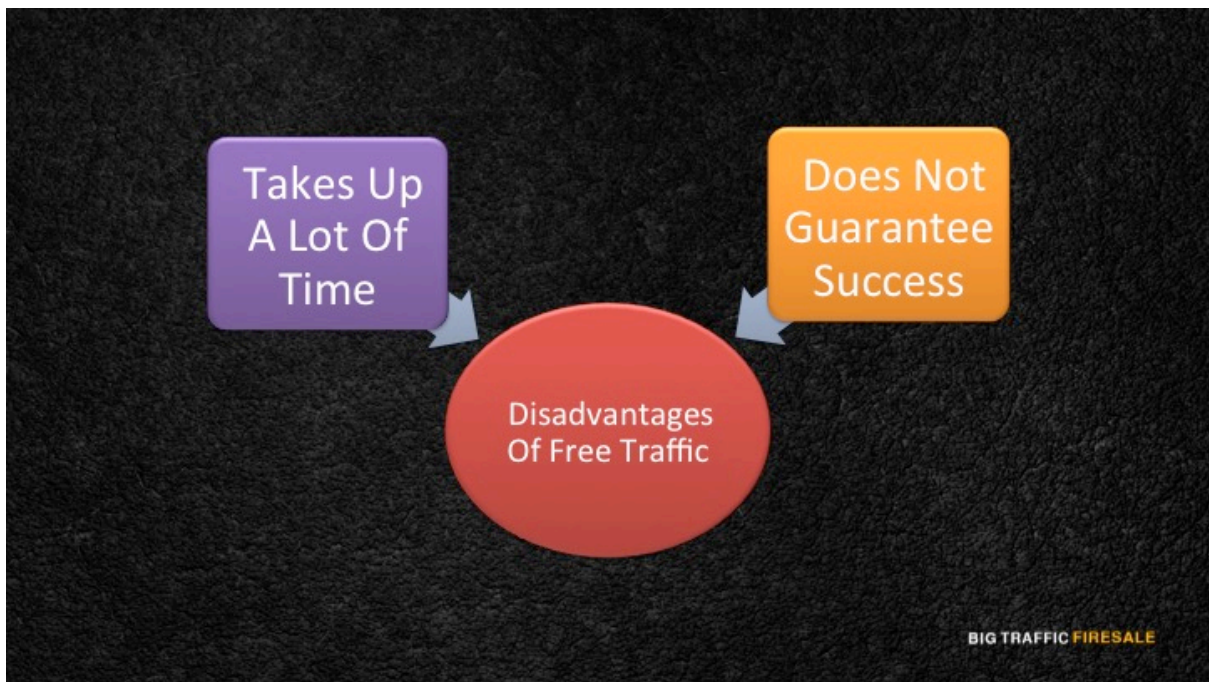 Takes Up
A Lot Of
Time
Does Not
Guarantee
Success
Disadvantages
Of Free Traffic
BIG TRAFFIC FIRESALE